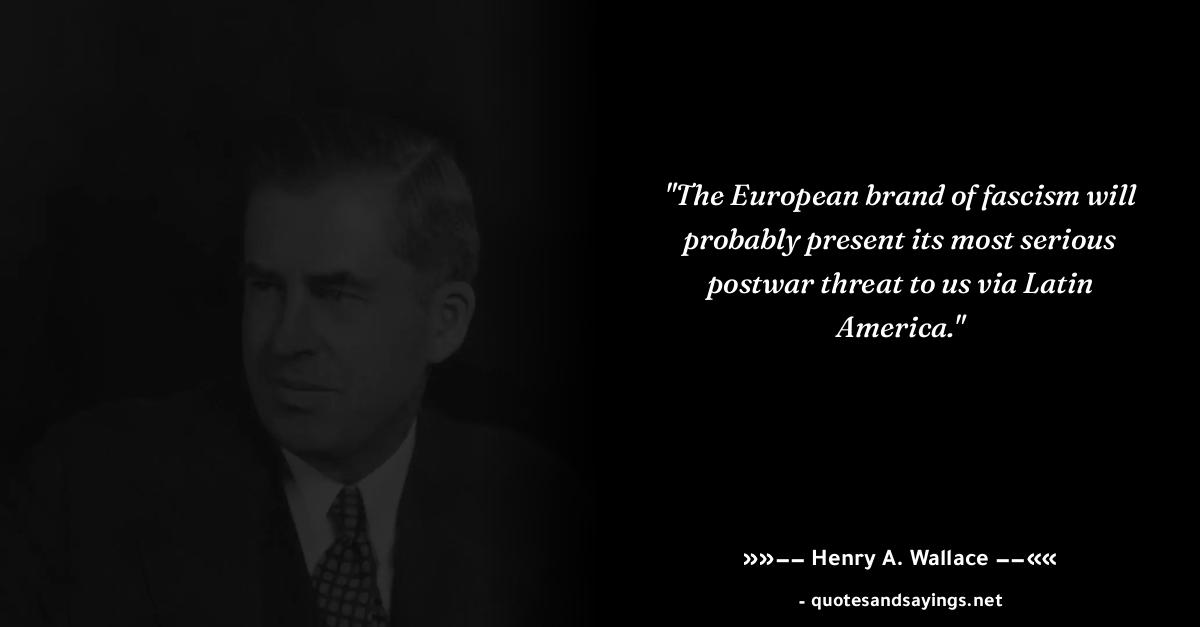 "The European brand of fascism will
probably present its most serious
postwar threat to us via Latin
America."
»»−− Henry A. Wallace −−««
- quotesandsayings.net